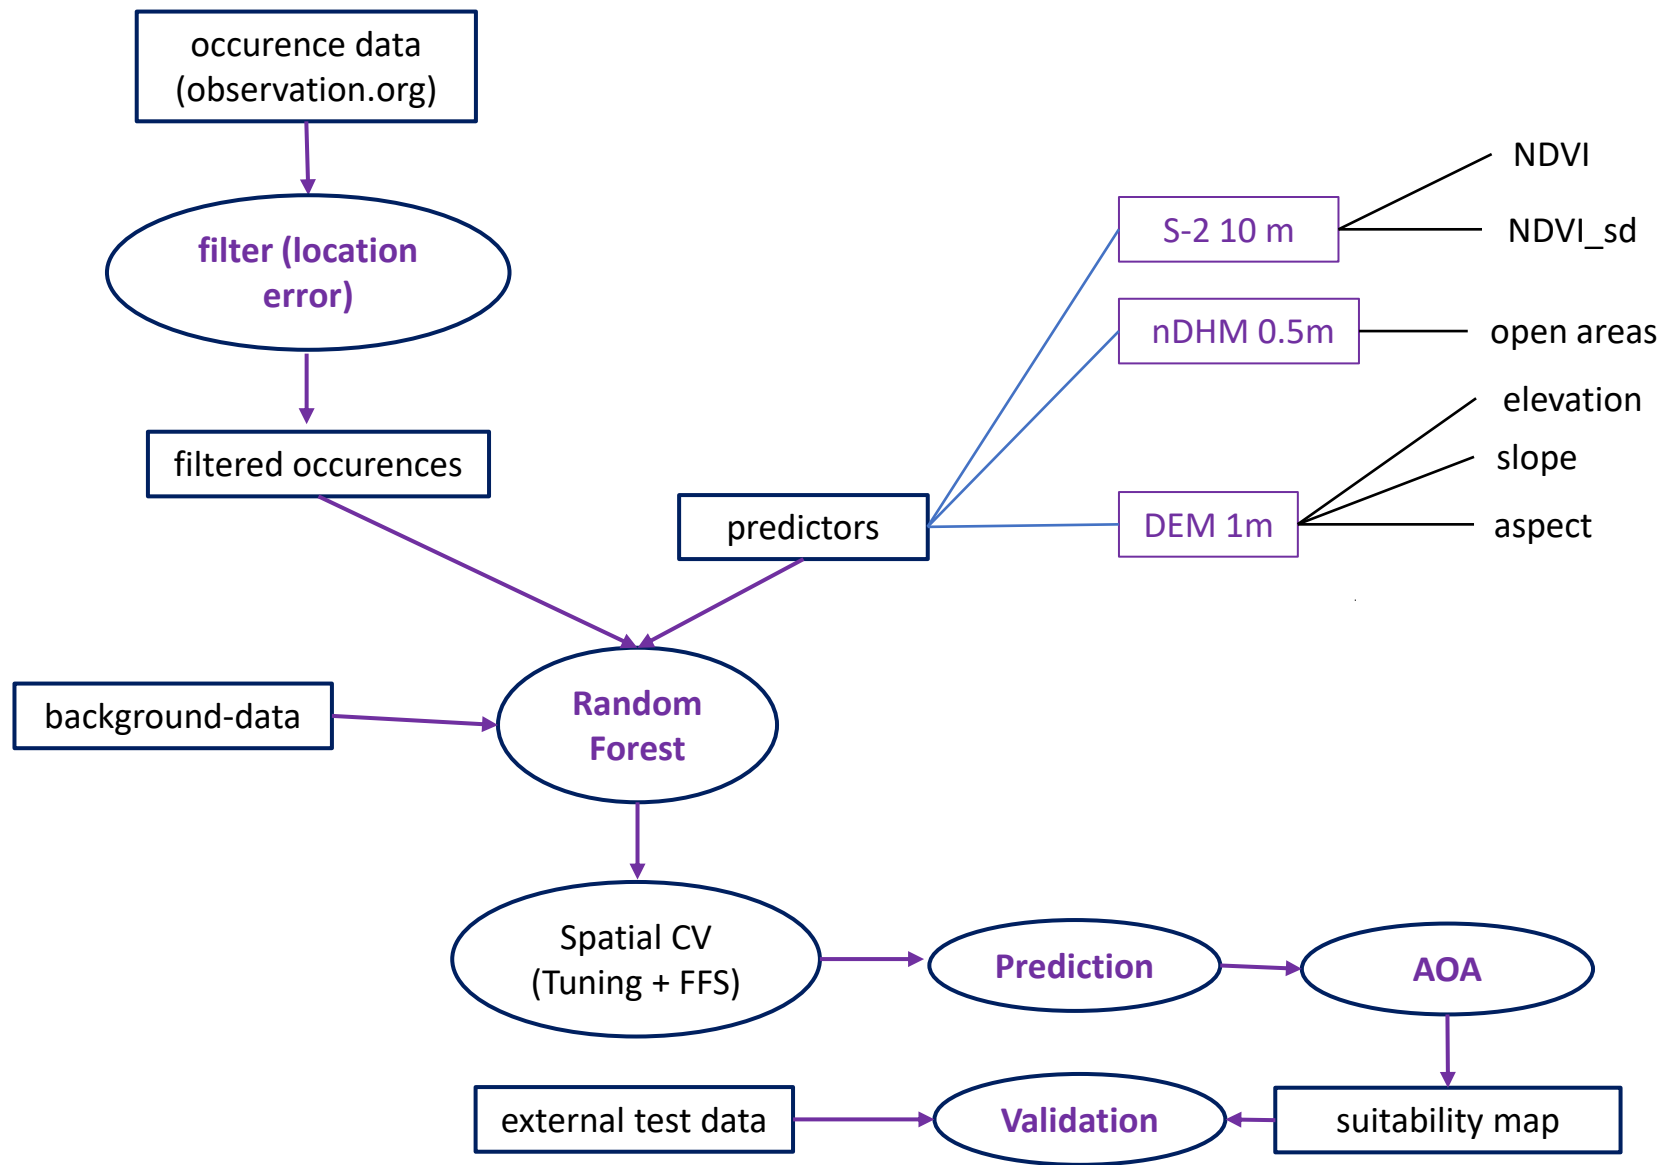 occurence data
(observation.org)
filter (location
error)
filtered occurences
predictors
S-2 10 m
NDVI
NDVI_sd
nDHM 0.5m
open areas
DEM 1m
elevation
slope
aspect
background-data
Random
Forest
Spatial CV
(Tuning + FFS)
Prediction
AOA
external test data
Validation
suitability map